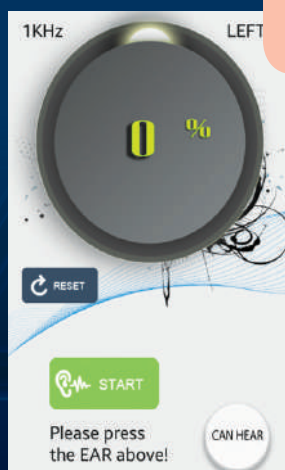 1KHz
LEFT
0 %
RESET
START
Please press
the EAR above!
CAN HEAR